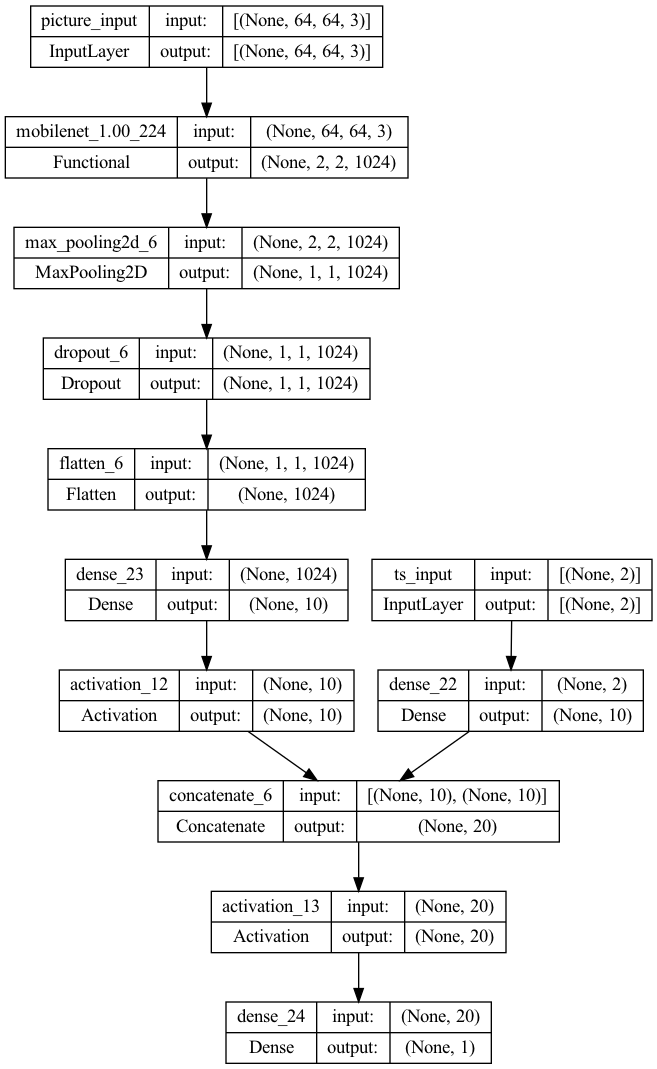 picture_input input: [(None, 64, 64, 3)]
InputLayer output: [(None, 64, 64, 3)]
mobilenet_1.00_224 input: (None, 64, 64, 3)
Functional output: (None, 2, 2, 1024)
max_pooling2d_6 input: (None, 2, 2, 1024)
MaxPooling2D output: (None, 1, 1, 1024)
dropout_6 input: (None, 1, 1, 1024)
Dropout output: (None, 1, 1, 1024)
flatten_6 input: (None, 1, 1, 1024)
Flatten output: (None, 1024)
dense_23 input: (None, 1024)
Dense output: (None, 10)
ts_input input: [(None, 2)]
InputLayer output: [(None, 2)]
activation_12 input: (None, 10)
Activation output: (None, 10)
dense_22 input: (None, 2)
Dense output: (None, 10)
concatenate_6 input: [(None, 10), (None, 10)]
Concatenate output: (None, 20)
activation_13 input: (None, 20)
Activation output: (None, 20)
dense_24 input: (None, 20)
Dense output: (None, 1)